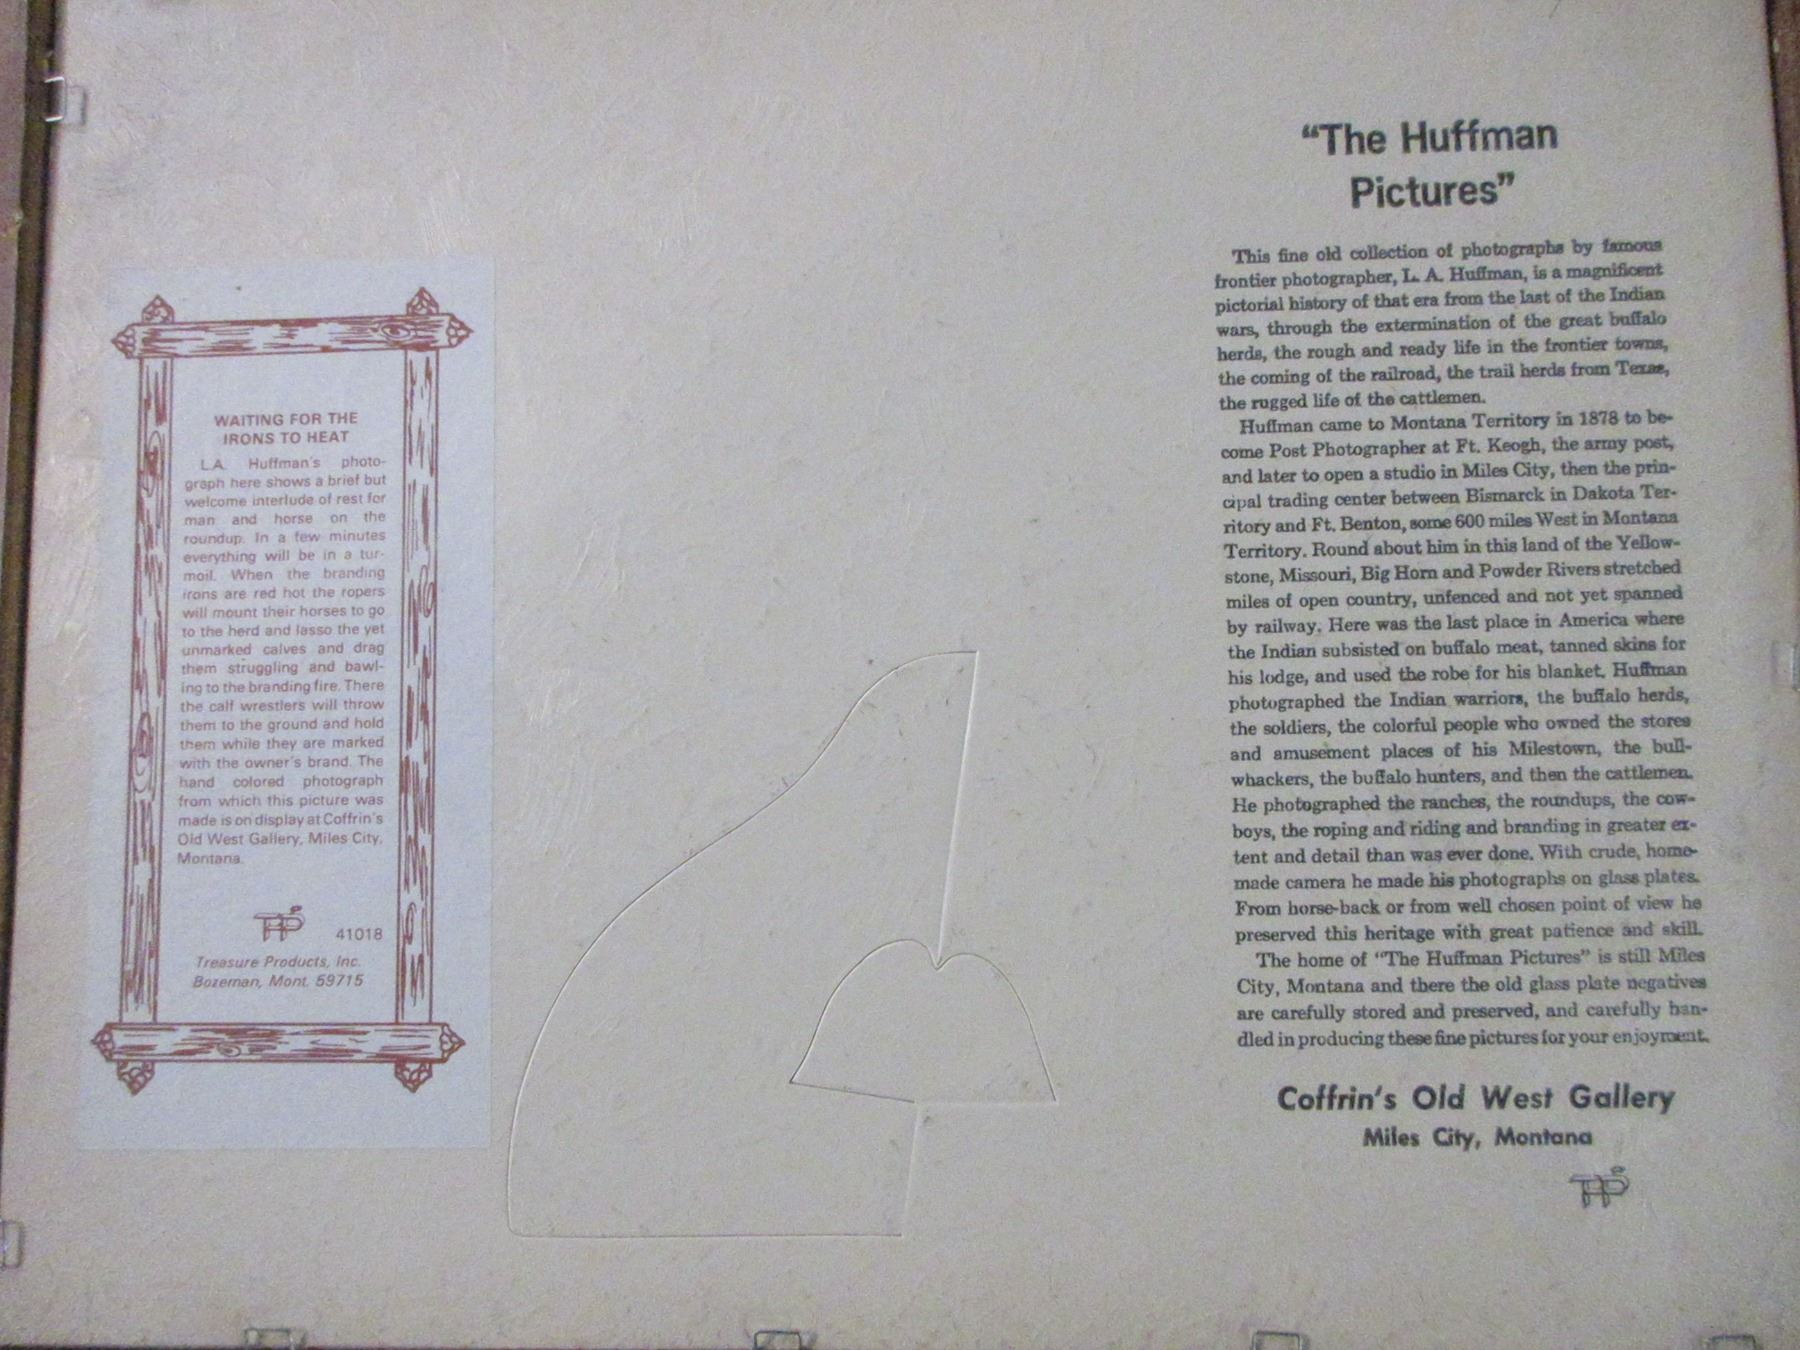 WAITING FOR THE
IRONS TO HEAT
L.A. Huffman's photo-
graph here shows a brief but
welcome interlude of rest for
man and horse on the
roundup. In a few minutes
everything will be in a tur-
moil. When the branding
irons are red hot the ropers
will mount their horses to go
to the herd and lasso the yet
unmarked calves and drag
them struggling and bawl-
ing to the branding fire. There
the calf wrestlers will throw
them to the ground and hold
them while they are marked
with the owner's brand. The
hand colored photograph
from which this picture was
made is on display at Coffrin's
Old West Gallery, Miles City,
Montana.
41018
Treasure Products, Inc.
Bozeman, Mont. 59715
"The Huffman
Pictures"
This fine old collection of photographs by famous
frontier photographer, L. A. Huffman, is a magnificent
pictorial history of that era from the last of the Indian
wars, through the extermination of the great buffalo
herds, the rough and ready life in the frontier towns,
the coming of the railroad, the trail herds from Texas,
the rugged life of the cattlemen.
Huffman came to Montana Territory in 1878 to be-
come Post Photographer at Ft. Keogh, the army post,
and later to open a studio in Miles City, then the prin-
cipal trading center between Bismarck in Dakota Ter-
ritory and Ft. Benton, some 600 miles West in Montana
Territory. Round about him in this land of the Yellow-
stone, Missouri, Big Horn and Powder Rivers stretched
miles of open country, unfenced and not yet spanned
by railway. Here was the last place in America where
the Indian subsisted on buffalo meat, tanned skins for
his lodge, and used the robe for his blanket. Huffman
photographed the Indian warriors, the buffalo herds,
the soldiers, the colorful people who owned the stores
and amusement places of his Milestown, the bull-
whackers, the buffalo hunters, and then the cattlemen.
He photographed the ranches, the roundups, the cow-
boys, the roping and riding and branding in greater ex-
tent and detail than was ever done. With crude, home-
made camera he made his photographs on glass plates.
From horse-back or from well chosen point of view he
preserved this heritage with great patience and skill.
The home of "The Huffman Pictures" is still Miles
City, Montana and there the old glass plate negatives
are carefully stored and preserved, and carefully han-
dled in producing these fine pictures for your enjoyment.
Coffrin's Old West Gallery
Miles City, Montana